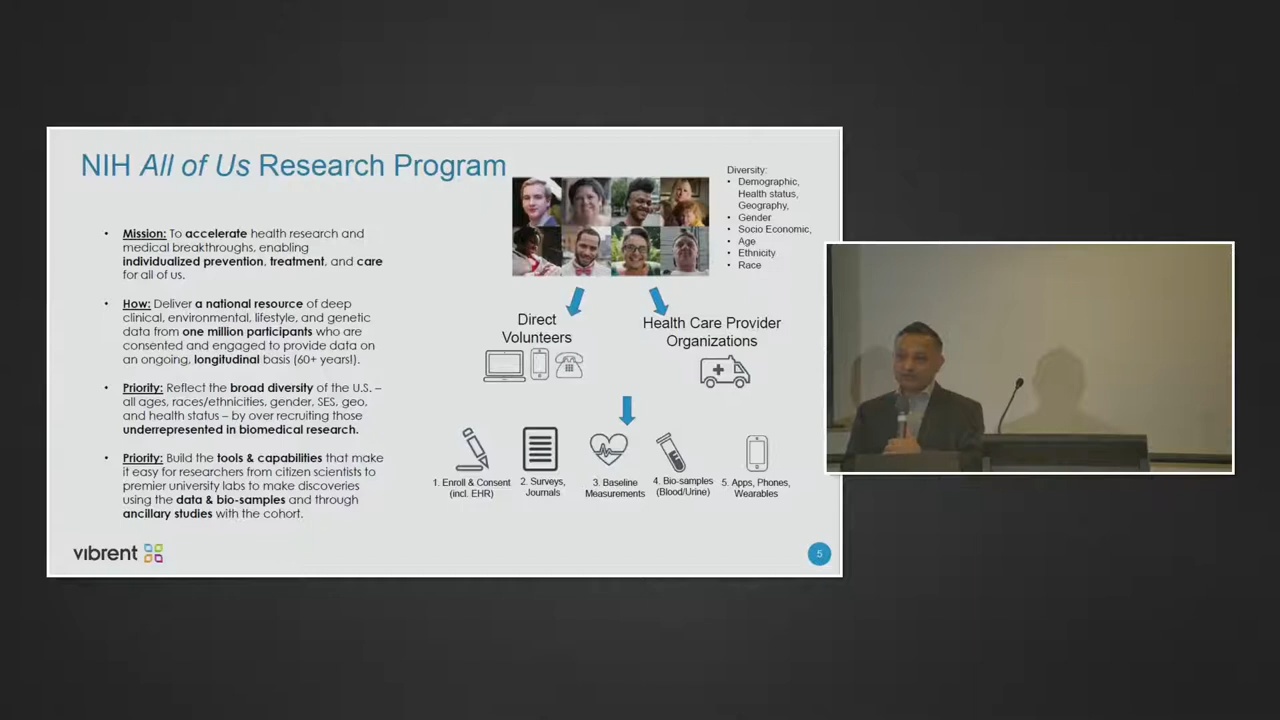 NIH All of Us Research Program
• Mission: To accelerate health research and
medical breakthroughs, enabling
individualized prevention, treatment, and care
for all of us.
• How: Deliver a national resource of deep
clinical, environmental, lifestyle, and genetic
data from one million participants who are
consented and engaged to provide data on
an ongoing, longitudinal basis (60+ years!).
• Priority: Reflect the broad diversity of the U.S. –
all ages, races/ethnicities, gender, SES, geo,
and health status – by over recruiting those
underrepresented in biomedical research.
• Priority: Build the tools & capabilities that make
it easy for researchers from citizen scientists to
premier university labs to make discoveries
using the data & bio-samples and through
ancillary studies with the cohort.
Diversity:
• Demographic,
Health status,
Geography,
• Gender
• Socio Economic,
• Age
• Ethnicity
• Race
Direct
Volunteers
Health Care Provider
Organizations
1. Enroll & Consent
(incl. EHR)
2. Surveys,
Journals
3. Baseline
Measurements
4. Bio-samples
(Blood/Urine)
5. Apps, Phones,
Wearables
vibrent
5